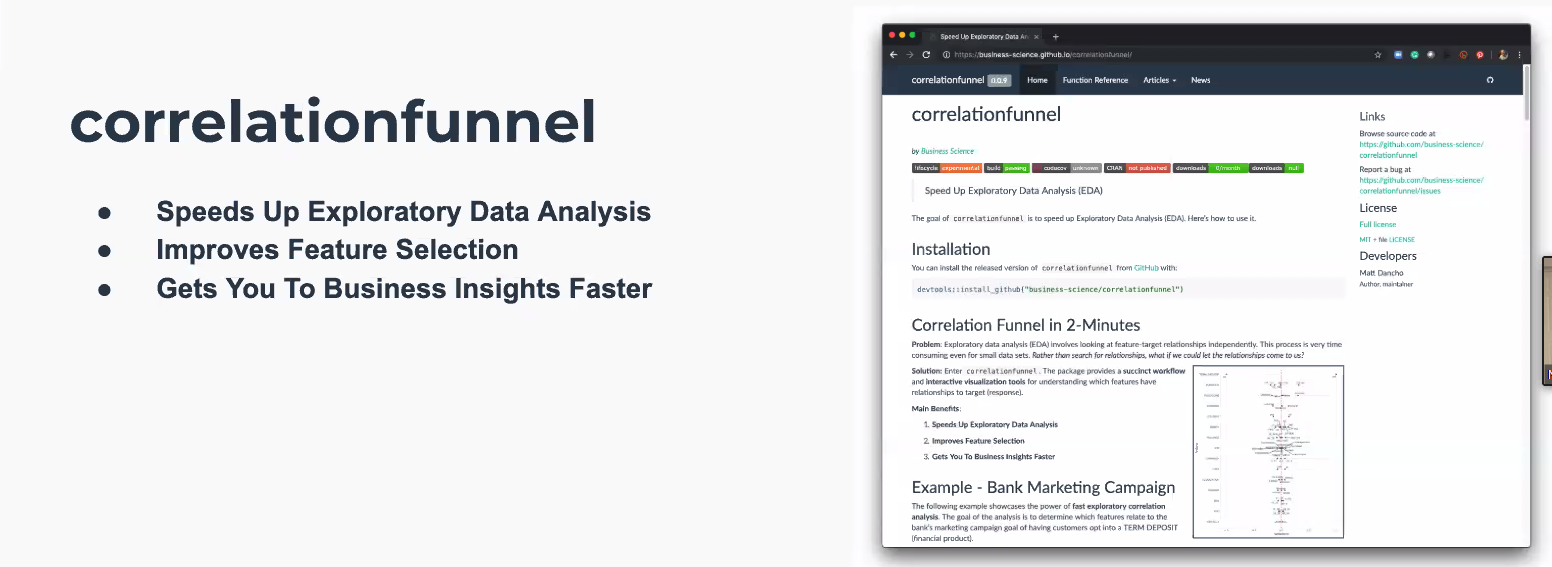 correlationfunnel
● Speeds Up Exploratory Data Analysis
● Improves Feature Selection
● Gets You To Business Insights Faster
Speed Up Exploratory Data An
https://business-science.github.io/correlationfunnel/
correlationfunnel 0.0.9 Home Function Reference Articles News
correlationfunnel
by Business Science
lifecycle experimental build passing codecov unknown CRAN not published downloads 0/month downloads null
Speed Up Exploratory Data Analysis (EDA)
The goal of correlationfunnel is to speed up Exploratory Data Analysis (EDA). Here's how to use it.
Installation
You can install the released version of correlationfunnel from GitHub with:
devtools::install_github("business-science/correlationfunnel")
Correlation Funnel in 2-Minutes
Problem: Exploratory data analysis (EDA) involves looking at feature-target relationships independently. This process is very time
consuming even for small data sets. Rather than search for relationships, what if we could let the relationships come to us?
Solution: Enter correlationfunnel. The package provides a succinct workflow
and interactive visualization tools for understanding which features have
relationships to target (response).
Main Benefits:
1. Speeds Up Exploratory Data Analysis
2. Improves Feature Selection
3. Gets You To Business Insights Faster
Example - Bank Marketing Campaign
The following example showcases the power of fast exploratory correlation
analysis. The goal of the analysis is to determine which features relate to the
bank's marketing campaign goal of having customers opt into a TERM DEPOSIT
(financial product).
Links
Browse source code at
https://github.com/business-science/
correlationfunnel
Report a bug at
https://github.com/business-science/
correlationfunnel/issues
License
Full license
MIT + file LICENSE
Developers
Matt Dancho
Author, maintainer